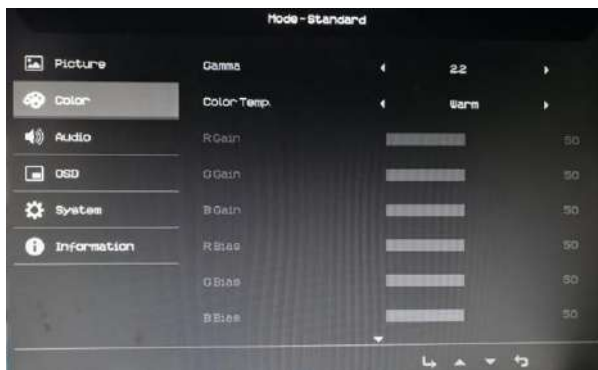 Mode-Standard
Picture
Color
Audio
OSD
System
Information
Gamma 2.2
Color Temp. Warm
R Gain 50
G Gain 50
B Gain 50
R Bias 50
G Bias 50
B Bias 50